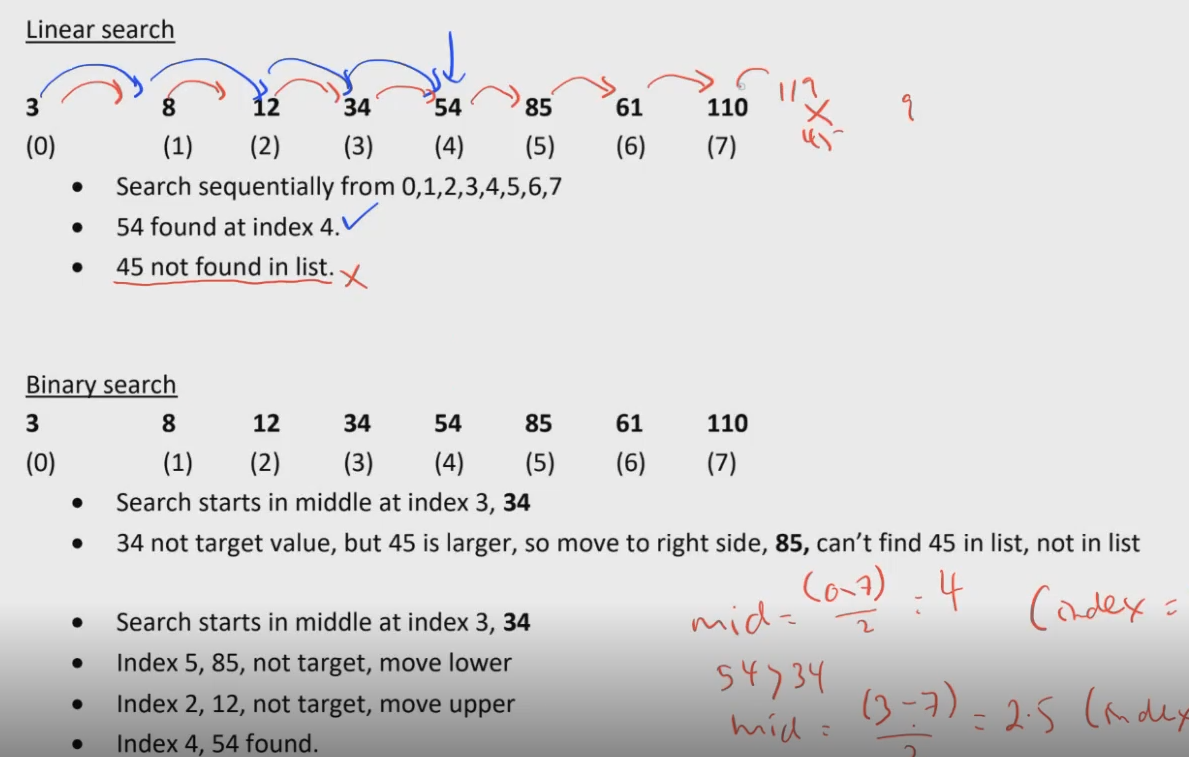 Linear search
119
3 8 12 34 54 85 61 110
X
9
(0) (1) (2) (3) (4) (5) (6) (7)
45
• Search sequentially from 0,1,2,3,4,5,6,7
• 54 found at index 4. ✓
• 45 not found in list. X
Binary search
3 8 12 34 54 85 61 110
(0) (1) (2) (3) (4) (5) (6) (7)
• Search starts in middle at index 3, 34
• 34 not target value, but 45 is larger, so move to right side, 85, can’t find 45 in list, not in list
• Search starts in middle at index 3, 34
mid = (0-7)/2 = 4 (index =
• Index 5, 85, not target, move lower
54 > 34
• Index 2, 12, not target, move upper
mid = (3-7)/2 = 2.5 (index
• Index 4, 54 found.